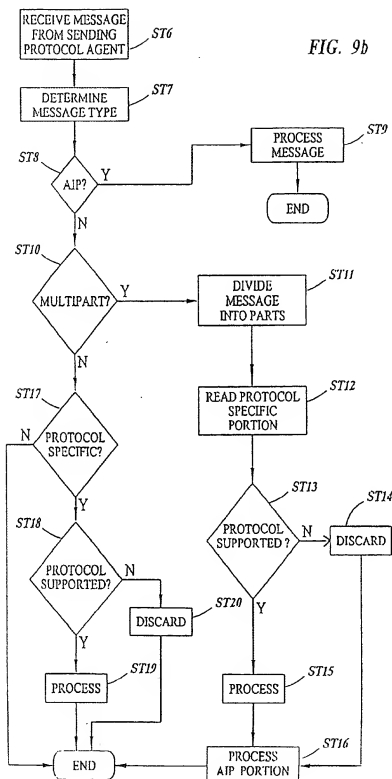 RECEIVE MESSAGE
FROM SENDING
PROTOCOL AGENT
ST6
FIG. 9b
DETERMINE
MESSAGE TYPE
ST7
ST8
AIP?
Y
N
PROCESS
MESSAGE
ST9
END
ST10
MULTIPART?
Y
N
DIVIDE
MESSAGE
INTO PARTS
ST11
READ PROTOCOL
SPECIFIC
PORTION
ST12
ST17
N
PROTOCOL
SPECIFIC?
Y
ST13
PROTOCOL
SUPPORTED ?
N
Y
ST14
DISCARD
ST18
PROTOCOL
SUPPORTED?
N
Y
DISCARD
ST20
PROCESS
ST19
PROCESS
ST15
END
PROCESS
AIP PORTION
ST16